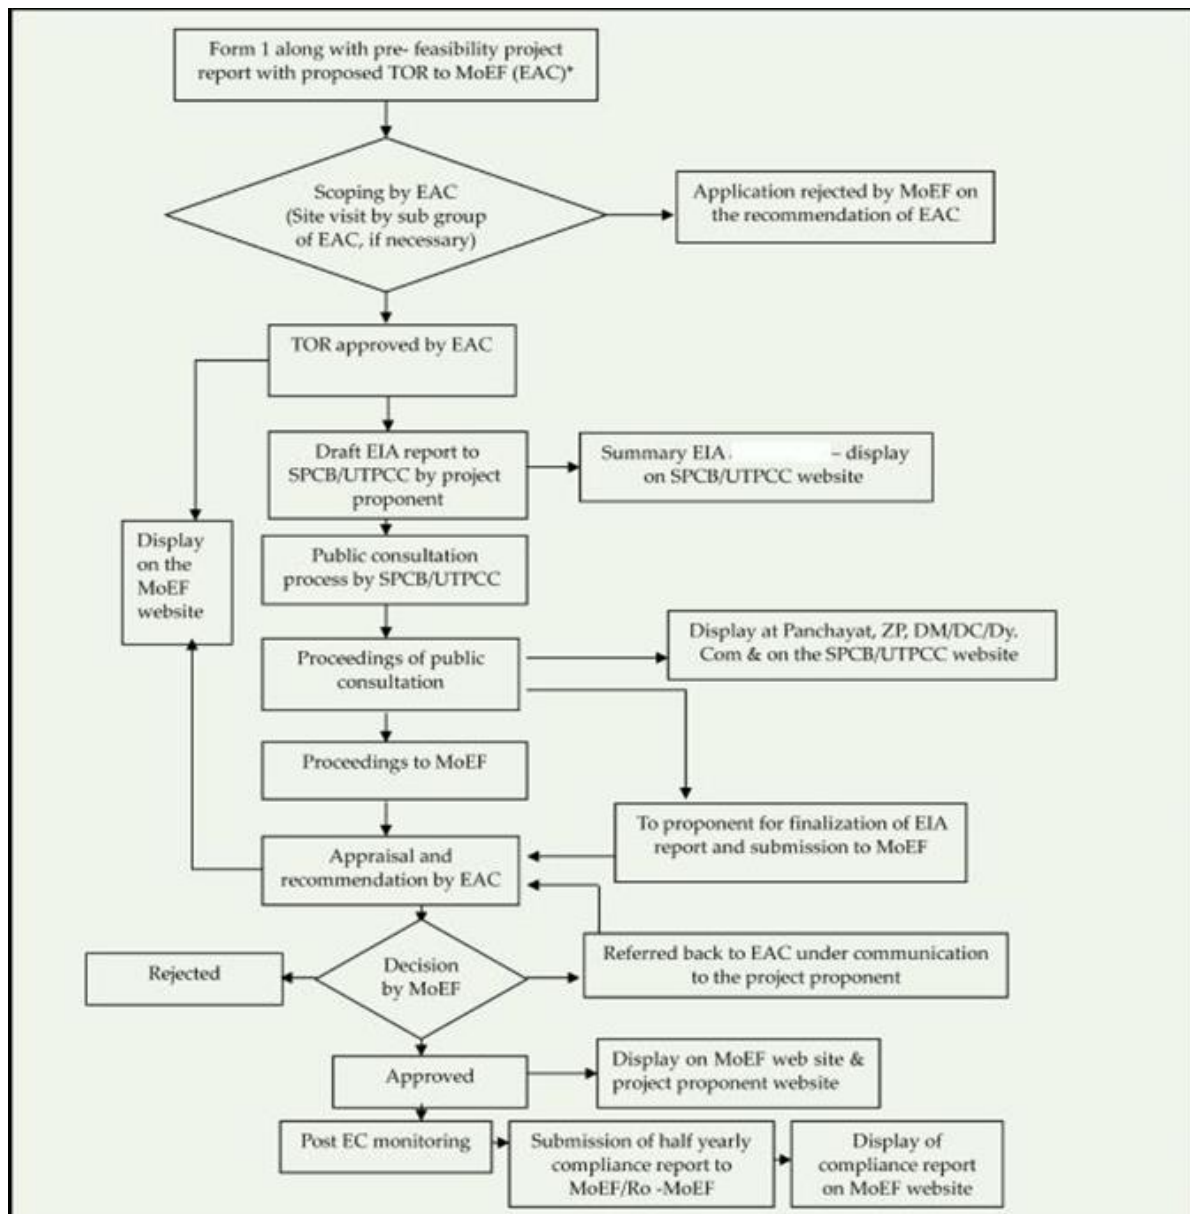 Form 1 along with pre- feasibility project
report with proposed TOR to MoEF (EAC)*
Scoping by EAC
(Site visit by sub group
of EAC, if necessary)
Application rejected by MoEF on
the recommendation of EAC
TOR approved by EAC
Draft EIA report to
SPCB/UTPCC by project
proponent
Summary EIA – display
on SPCB/UTPCC website
Display
on the
MoEF
website
Public consultation
process by SPCB/UTPCC
Proceedings of public
consultation
Display at Panchayat, ZP, DM/DC/Dy.
Com & on the SPCB/UTPCC website
Proceedings to MoEF
To proponent for finalization of EIA
report and submission to MoEF
Appraisal and
recommendation by EAC
Rejected
Decision
by MoEF
Referred back to EAC under communication
to the project proponent
Approved
Display on MoEF web site &
project proponent website
Post EC monitoring
Submission of half yearly
compliance report to
MoEF/Ro -MoEF
Display of
compliance report
on MoEF website